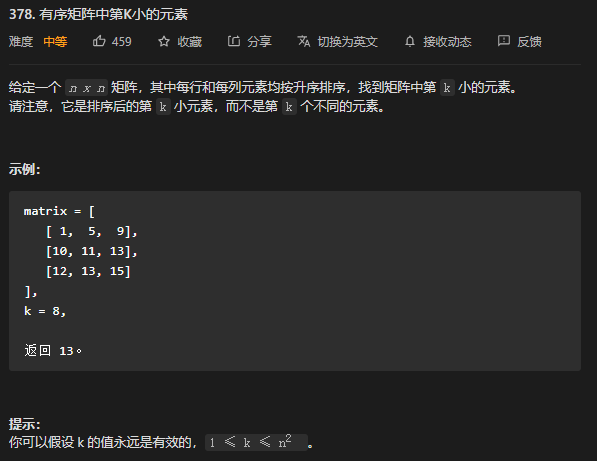 378. 有序矩阵中第K小的元素
难度 中等 459 收藏 分享 切换为英文 接收动态 反馈
给定一个 n x n 矩阵，其中每行和每列元素均按升序排序，找到矩阵中第 k 小的元素。
请注意，它是排序后的第 k 小元素，而不是第 k 个不同的元素。
示例：
matrix = [
[ 1, 5, 9],
[10, 11, 13],
[12, 13, 15]
],
k = 8,
返回 13。
提示：
你可以假设 k 的值永远是有效的，1 ≤ k ≤ n² 。